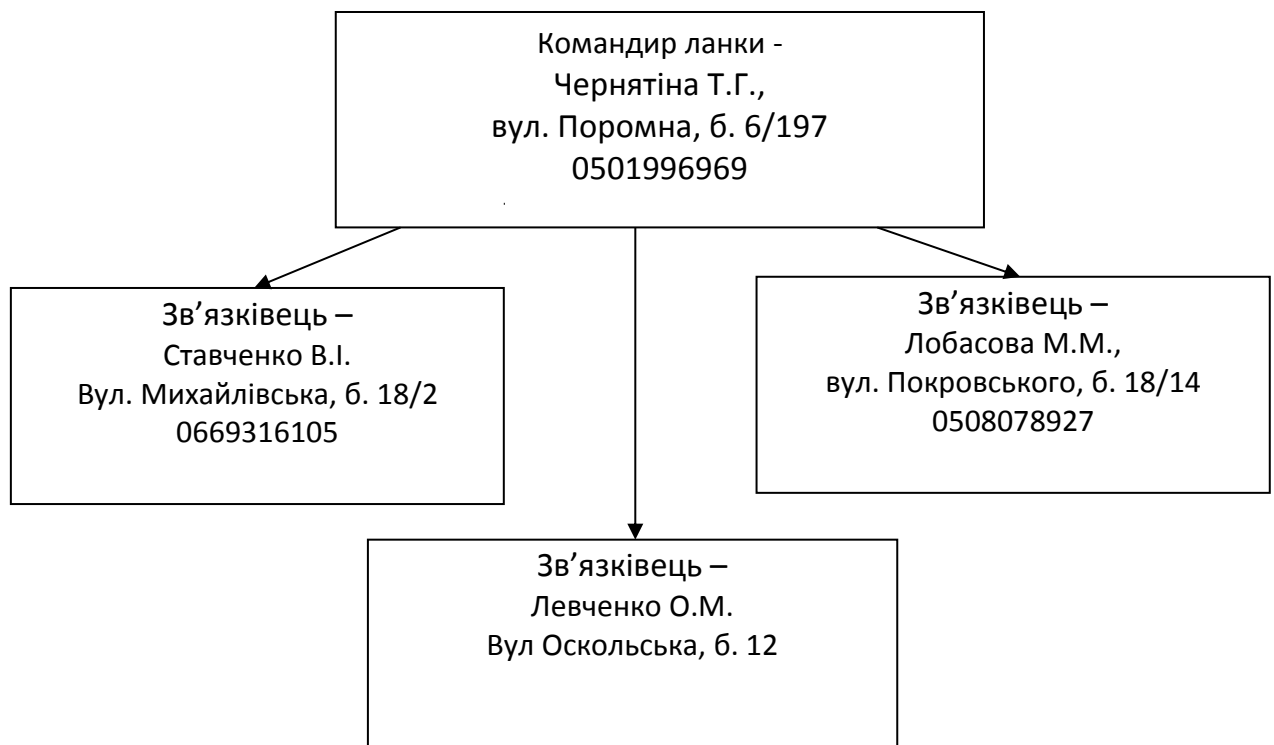 Командир ланки -
Чернятіна Т.Г.,
вул. Поромна, б. 6/197
0501996969
Зв’язківець –
Ставченко В.І.
Вул. Михайлівська, б. 18/2
0669316105
Зв’язківець –
Лобасова М.М.,
вул. Покровського, б. 18/14
0508078927
Зв’язківець –
Левченко О.М.
Вул Оскольська, б. 12